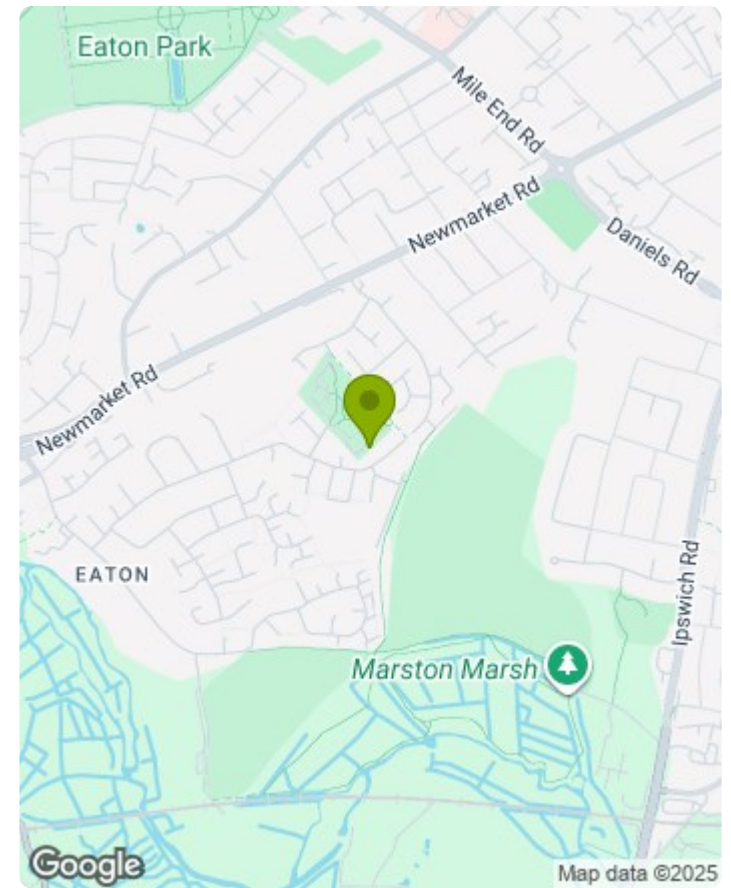 Eaton Park
Mile End Rd
Newmarket Rd
Daniels Rd
Newmarket Rd
EATON
Ipswich Rd
Marston Marsh
Google
Map data ©2025